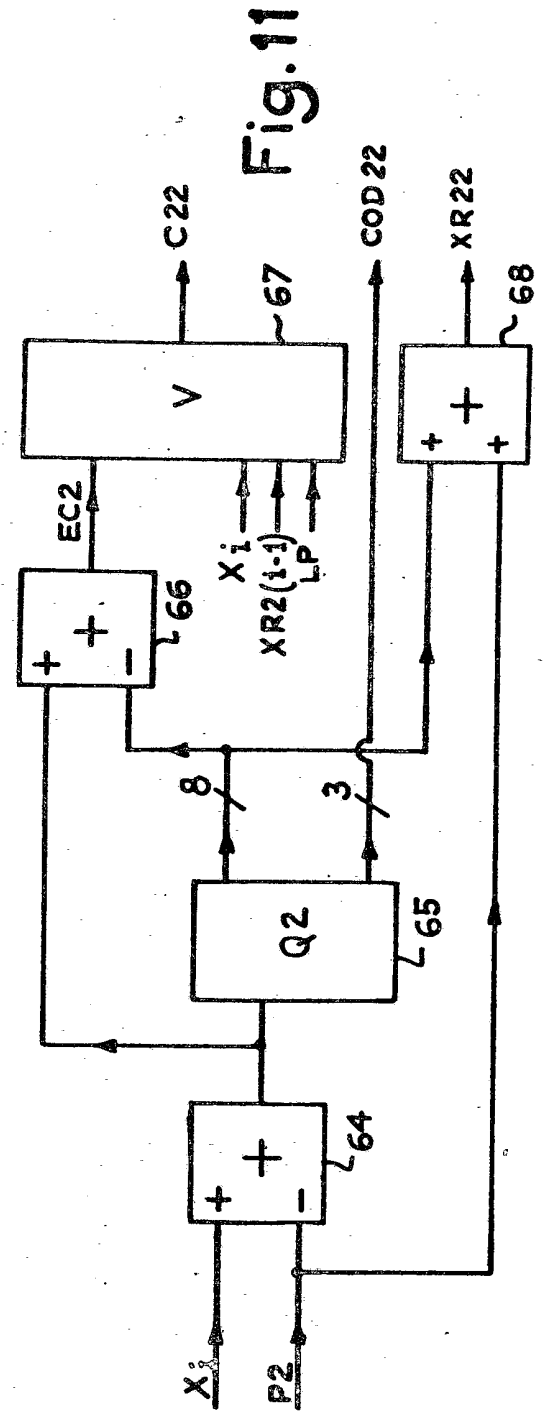 Fig. 11
Xi
P2
+
-
+
64
Q2
65
8
3
+
-
+
66
EC2
Xi
XR2(i-1)
LP
V
67
C22
COD22
+
+
+
68
XR22